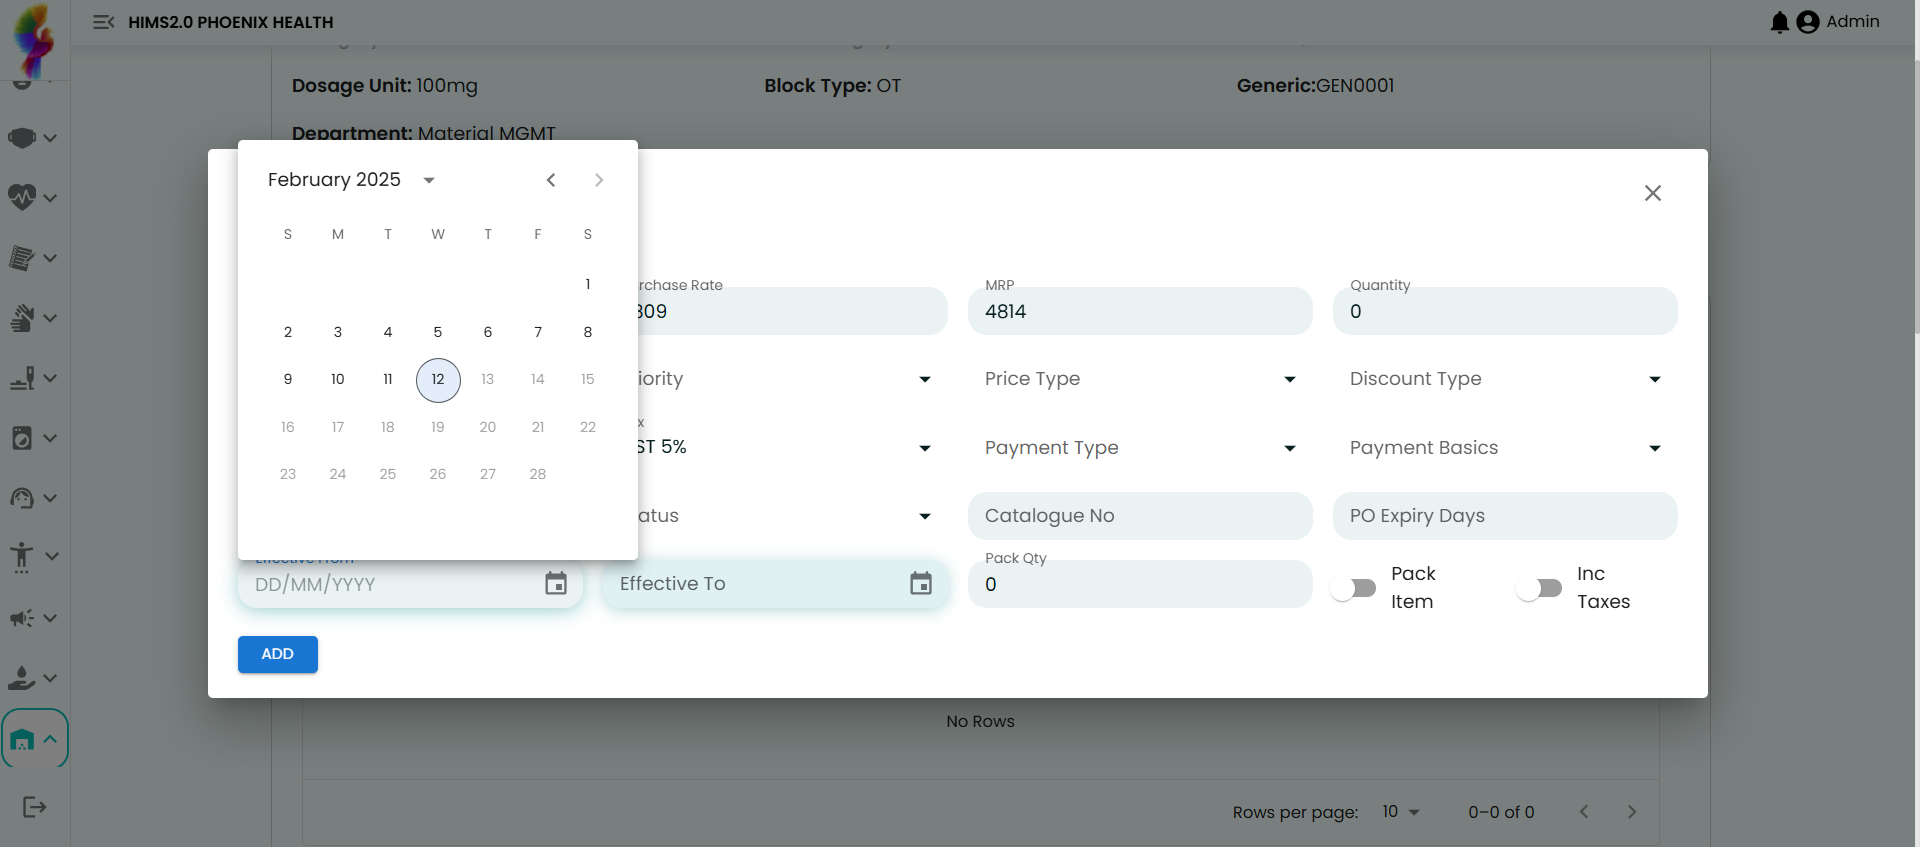 HIMS2.0 PHOENIX HEALTH
Admin
Dosage Unit: 100mg
Block Type: OT
Generic:GEN0001
Department: Material MGMT
February 2025
S M T W T F S
1
2 3 4 5 6 7 8
9 10 11 12 13 14 15
16 17 18 19 20 21 22
23 24 25 26 27 28
rchase Rate
309
MRP
4814
Quantity
0
iority
Price Type
Discount Type
x
ST 5%
Payment Type
Payment Basics
atus
Catalogue No
PO Expiry Days
Effective From
DD/MM/YYYY
Effective To
Pack Qty
0
Pack
Item
Inc
Taxes
ADD
No Rows
Rows per page: 10
0–0 of 0